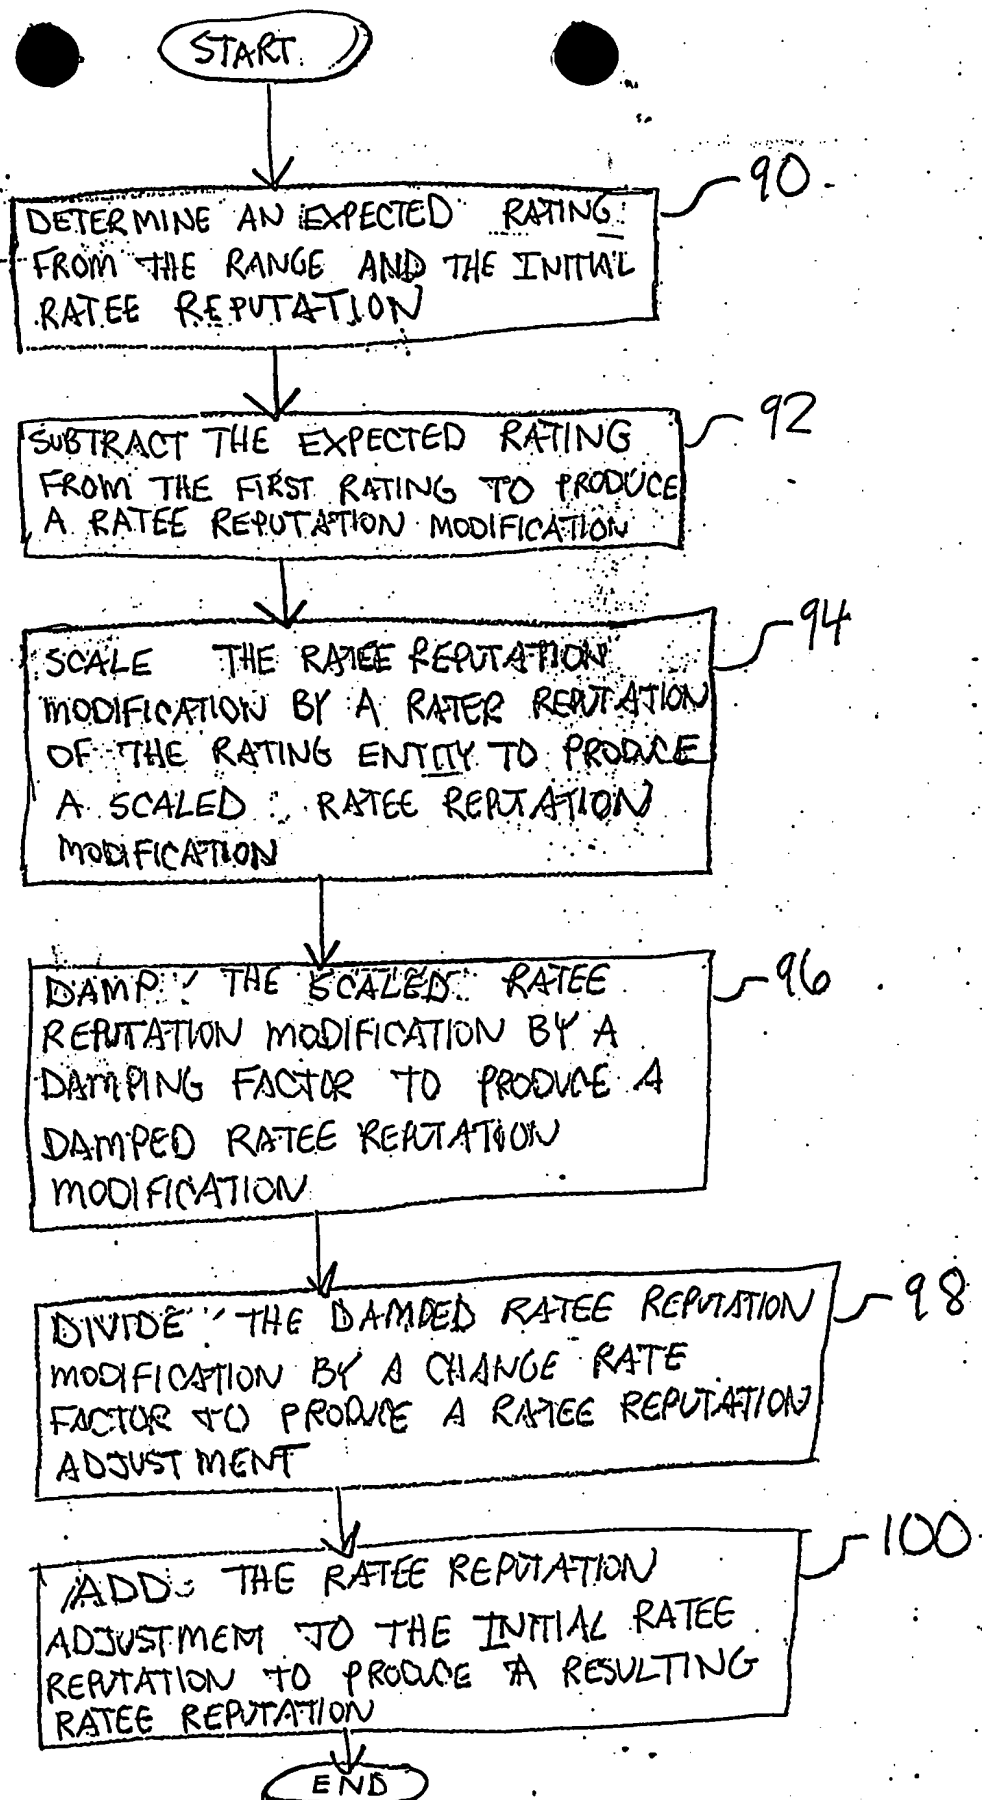 START
90
DETERMINE AN EXPECTED RATING
FROM THE RANGE AND THE INITIAL
RATEE REPUTATION
92
SUBTRACT THE EXPECTED RATING
FROM THE FIRST RATING TO PRODUCE
A RATEE REPUTATION MODIFICATION
94
SCALE THE RATEE REPUTATION
MODIFICATION BY A RATER REPUTATION
OF THE RATING ENTITY TO PRODUCE
A SCALED RATEE REPUTATION
MODIFICATION
96
DAMP THE SCALED RATEE
REPUTATION MODIFICATION BY A
DAMPING FACTOR TO PRODUCE A
DAMPED RATEE REPUTATION
MODIFICATION
98
DIVIDE THE DAMPED RATEE REPUTATION
MODIFICATION BY A CHANGE RATE
FACTOR TO PRODUCE A RATEE REPUTATION
ADJUSTMENT
100
ADD THE RATEE REPUTATION
ADJUSTMENT TO THE INITIAL RATEE
REPUTATION TO PRODUCE A RESULTING
RATEE REPUTATION
END